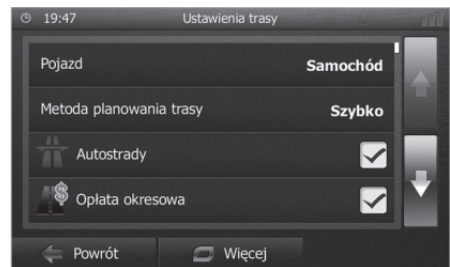 19:47 Ustawienia trasy
Pojazd Samochód
Metoda planowania trasy Szybko
Autostrady
Opłata okresowa
Powrót Więcej